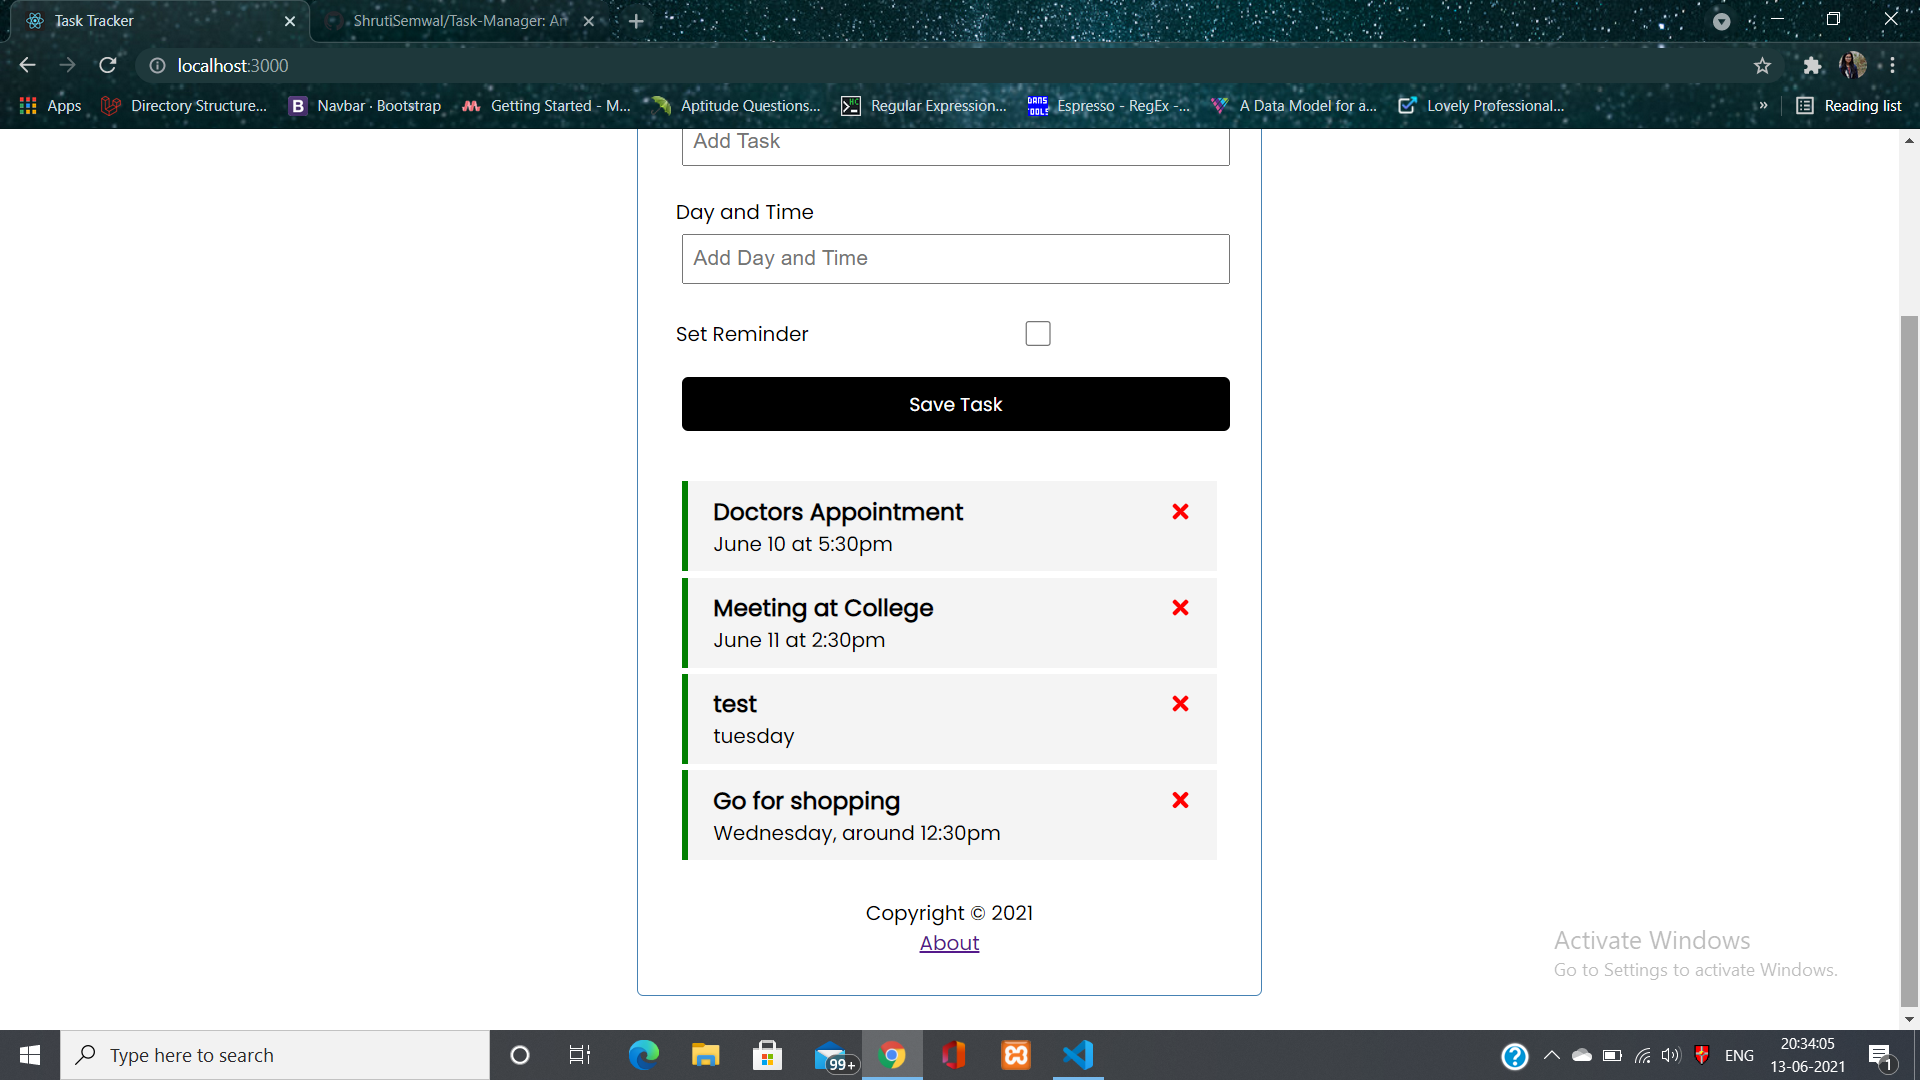 Task Tracker
ShrutiSemwal/Task-Manager: An
localhost:3000
Apps
Directory Structure...
B
Navbar · Bootstrap
Getting Started - M...
Aptitude Questions...
Regular Expression...
DANS TOOLS
Espresso - RegEx -...
A Data Model for a...
Lovely Professional...
»
Reading list
Add Task
Day and Time
Add Day and Time
Set Reminder
Save Task
Doctors Appointment
June 10 at 5:30pm
Meeting at College
June 11 at 2:30pm
test
tuesday
Go for shopping
Wednesday, around 12:30pm
Copyright © 2021
About
Activate Windows
Go to Settings to activate Windows.
Type here to search
99+
ENG
20:34:05
13-06-2021
1